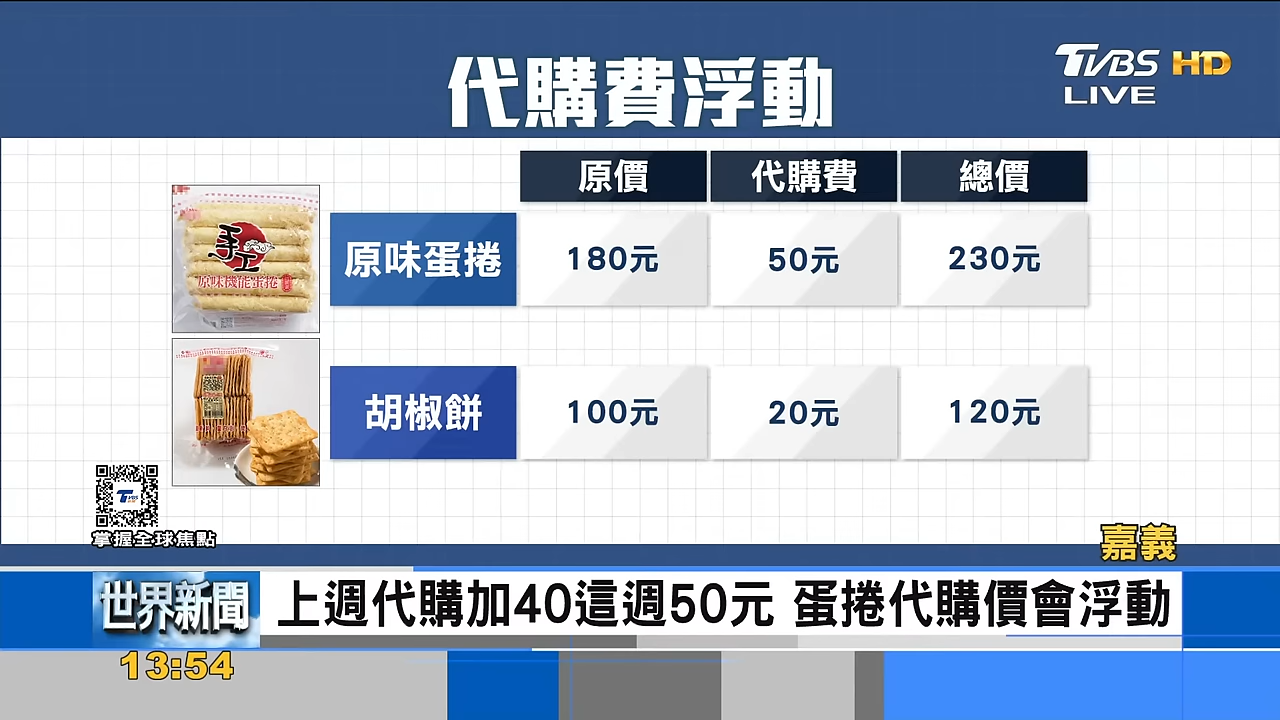 代購費浮動
TVBS HD
LIVE
原價 代購費 總價
手工
原味機能蛋捲
原味蛋捲 180元 50元 230元
胡椒餅 100元 20元 120元
TVBS
掌握全球焦點
嘉義
世界新聞
上週代購加40這週50元 蛋捲代購價會浮動
13:54